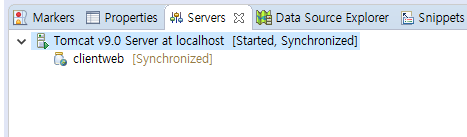 Markers Properties Servers Data Source Explorer Snippets
Tomcat v9.0 Server at localhost [Started, Synchronized]
clientweb [Synchronized]